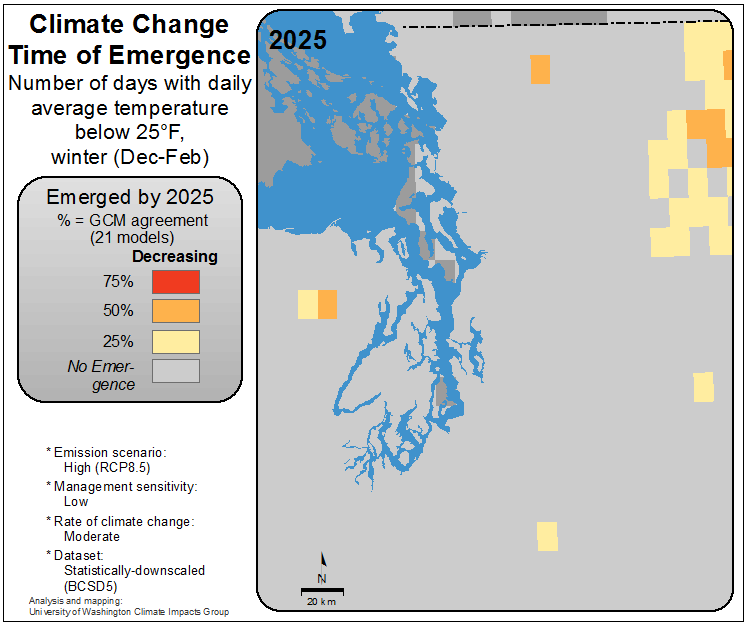 Climate Change
Time of Emergence
Number of days with daily
average temperature
below 25°F,
winter (Dec-Feb)
Emerged by 2025
% = GCM agreement
(21 models)
Decreasing
75%
50%
25%
No Emer-
gence
* Emission scenario:
High (RCP8.5)
* Management sensitivity:
Low
* Rate of climate change:
Moderate
* Dataset:
Statistically-downscaled
(BCSD5)
Analysis and mapping:
University of Washington Climate Impacts Group
2025
N
20 km